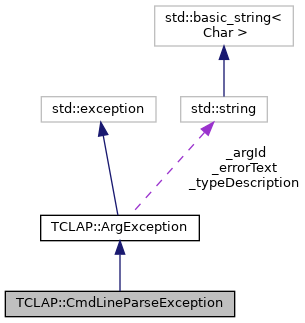 std::basic_string<
Char >
std::exception
std::string
_argId
_errorText
_typeDescription
TCLAP::ArgException
TCLAP::CmdLineParseException